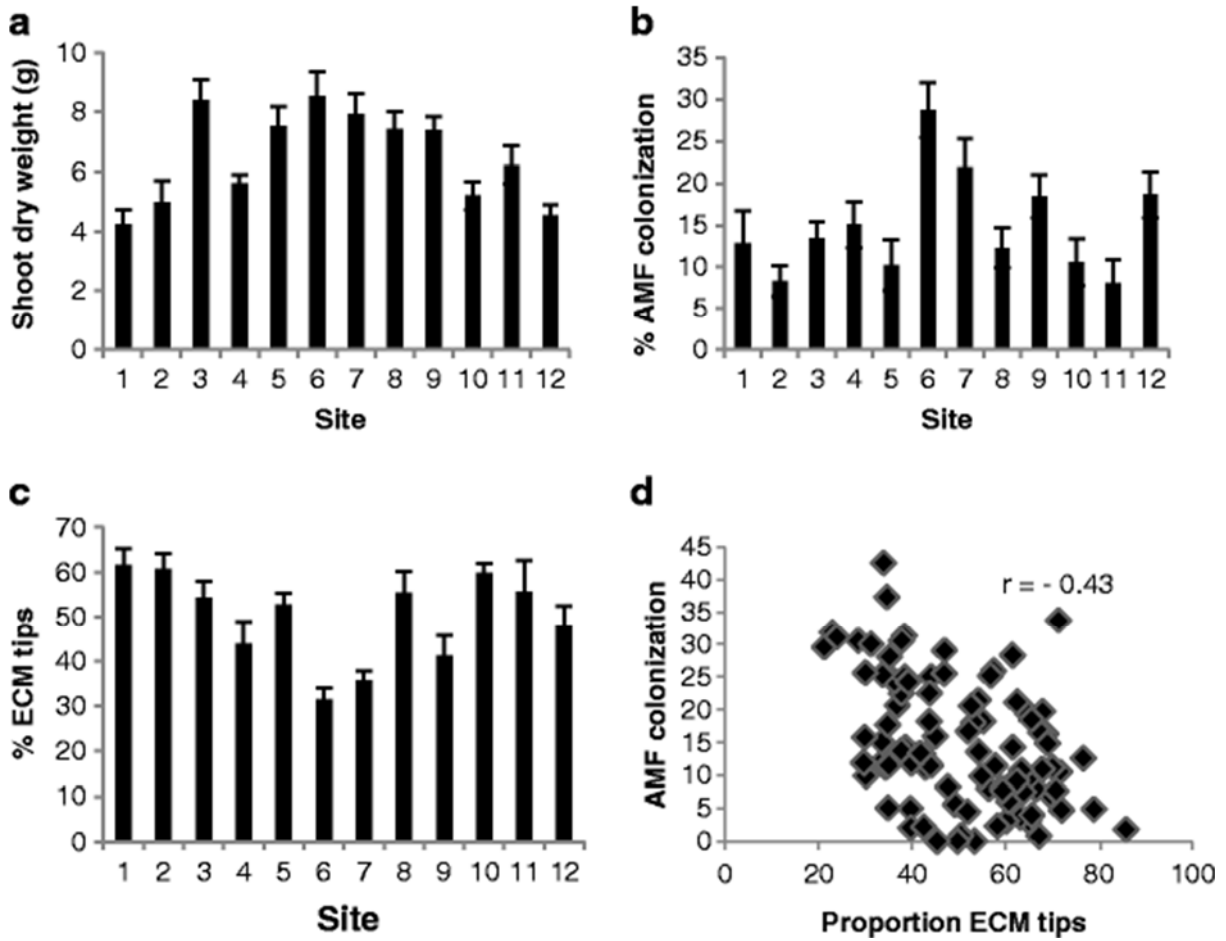 a
Shoot dry weight (g)
10
8
6
4
2
0
1 2 3 4 5 6 7 8 9 10 11 12
Site
b
% AMF colonization
35
30
25
20
15
10
5
0
1 2 3 4 5 6 7 8 9 10 11 12
Site
c
% ECM tips
70
60
50
40
30
20
10
0
1 2 3 4 5 6 7 8 9 10 11 12
Site
d
AMF colonization
45
40
35
30
25
20
15
10
5
0
r = - 0.43
0 20 40 60 80 100
Proportion ECM tips